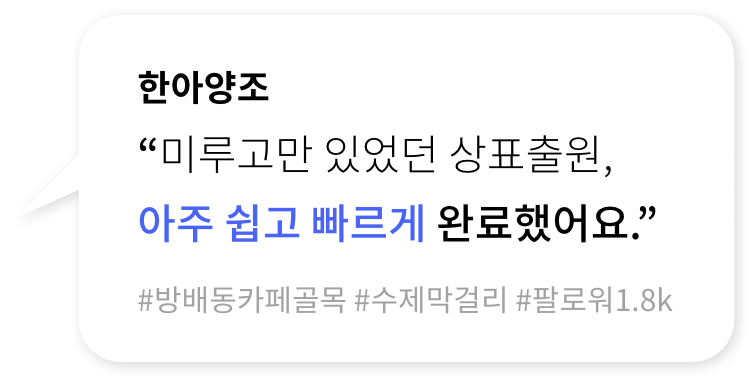 한아양조
“미루고만 있었던 상표출원,
아주 쉽고 빠르게 완료했어요.”
#방배동카페골목 #수제막걸리 #팔로워1.8k